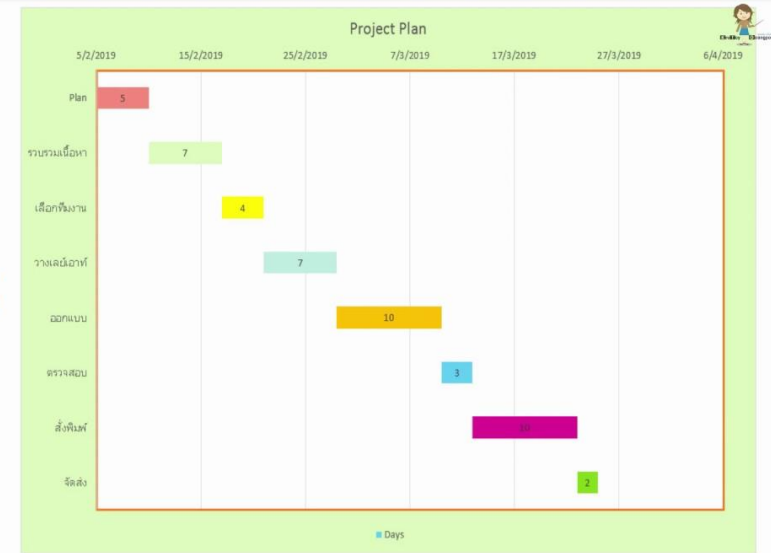 Project Plan
5/2/2019 15/2/2019 25/2/2019 7/3/2019 17/3/2019 27/3/2019 6/4/2019
Plan 5
รวบรวมเนื้อหา 7
เลือกทีมงาน 4
วางเลย์เอาท์ 7
ออกแบบ 10
ตรวจสอบ 3
สั่งพิมพ์ 10
จัดส่ง 2
Days